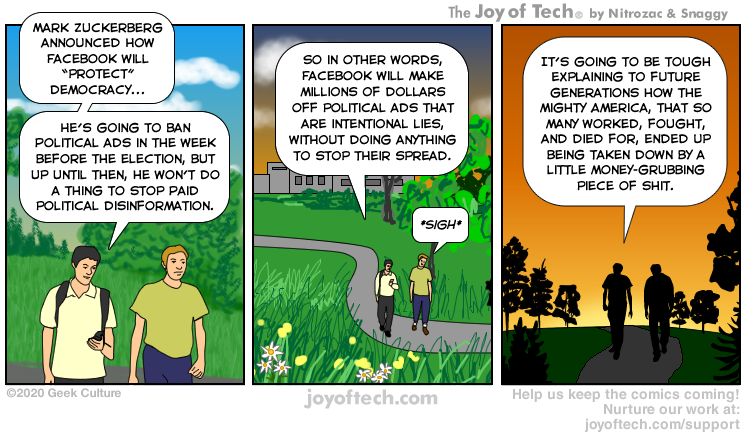 The Joy of Tech® by Nitrozac & Snaggy
MARK ZUCKERBERG
ANNOUNCED HOW
FACEBOOK WILL
“PROTECT”
DEMOCRACY...
HE'S GOING TO BAN
POLITICAL ADS IN THE WEEK
BEFORE THE ELECTION, BUT
UP UNTIL THEN, HE WON'T DO
A THING TO STOP PAID
POLITICAL DISINFORMATION.
SO IN OTHER WORDS,
FACEBOOK WILL MAKE
MILLIONS OF DOLLARS
OFF POLITICAL ADS THAT
ARE INTENTIONAL LIES,
WITHOUT DOING ANYTHING
TO STOP THEIR SPREAD.
*SIGH*
IT'S GOING TO BE TOUGH
EXPLAINING TO FUTURE
GENERATIONS HOW THE
MIGHTY AMERICA, THAT SO
MANY WORKED, FOUGHT,
AND DIED FOR, ENDED UP
BEING TAKEN DOWN BY A
LITTLE MONEY-GRUBBING
PIECE OF SHIT.
©2020 Geek Culture
joyoftech.com
Help us keep the comics coming!
Nurture our work at:
joyoftech.com/support